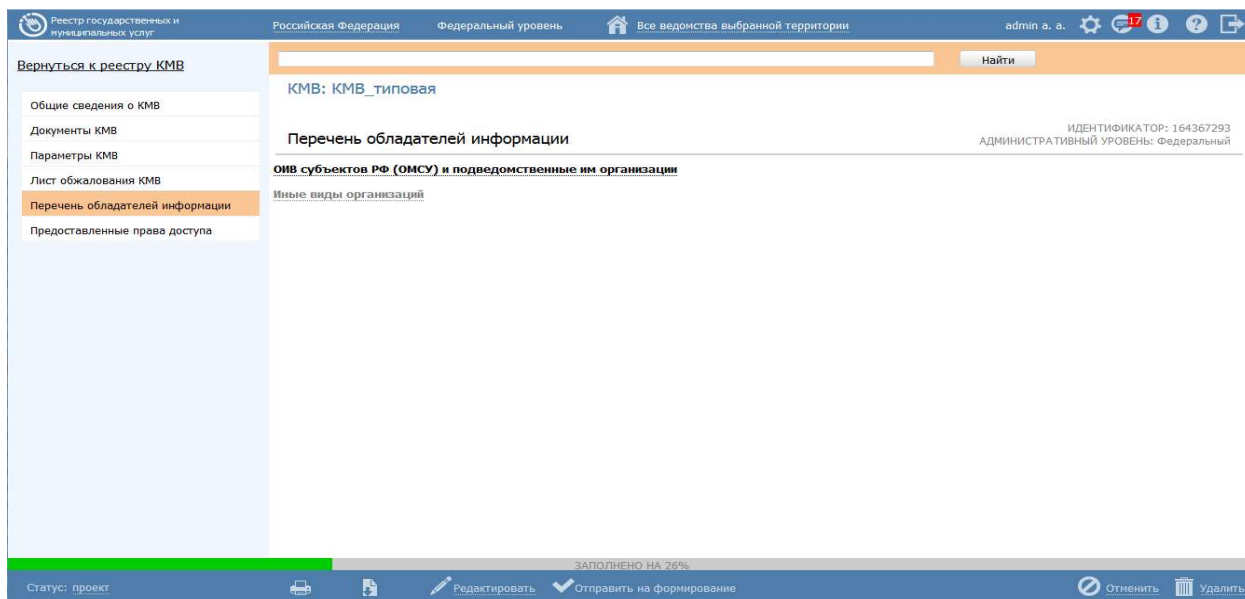 Реестр государственных и
муниципальных услуг
Российская Федерация
Федеральный уровень
Все ведомства выбранной территории
admin a. a.
17
Вернуться к реестру КМВ
Найти
Общие сведения о КМВ
Документы КМВ
Параметры КМВ
Лист обжалования КМВ
Перечень обладателей информации
Предоставленные права доступа
КМВ: КМВ_типовая
Перечень обладателей информации
ИДЕНТИФИКАТОР: 164367293
АДМИНИСТРАТИВНЫЙ УРОВЕНЬ: Федеральный
ОИВ субъектов РФ (ОМСУ) и подведомственные им организации
Иные виды организаций
ЗАПОЛНЕНО НА 26%
Статус: проект
Редактировать
Отправить на формирование
Отменить
Удалить